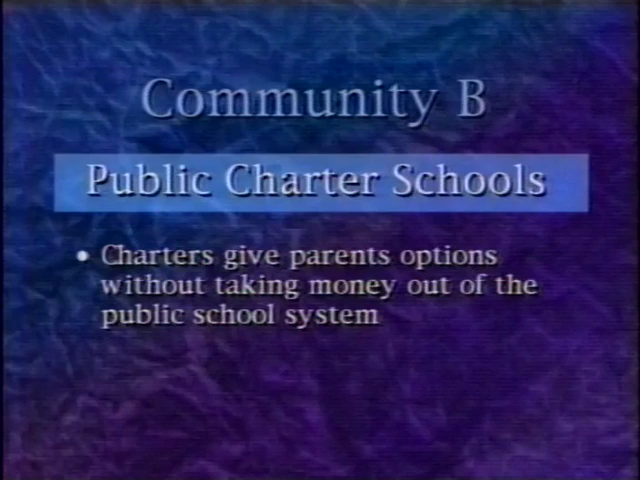 Community B
Public Charter Schools
• Charters give parents options
without taking money out of the
public school system